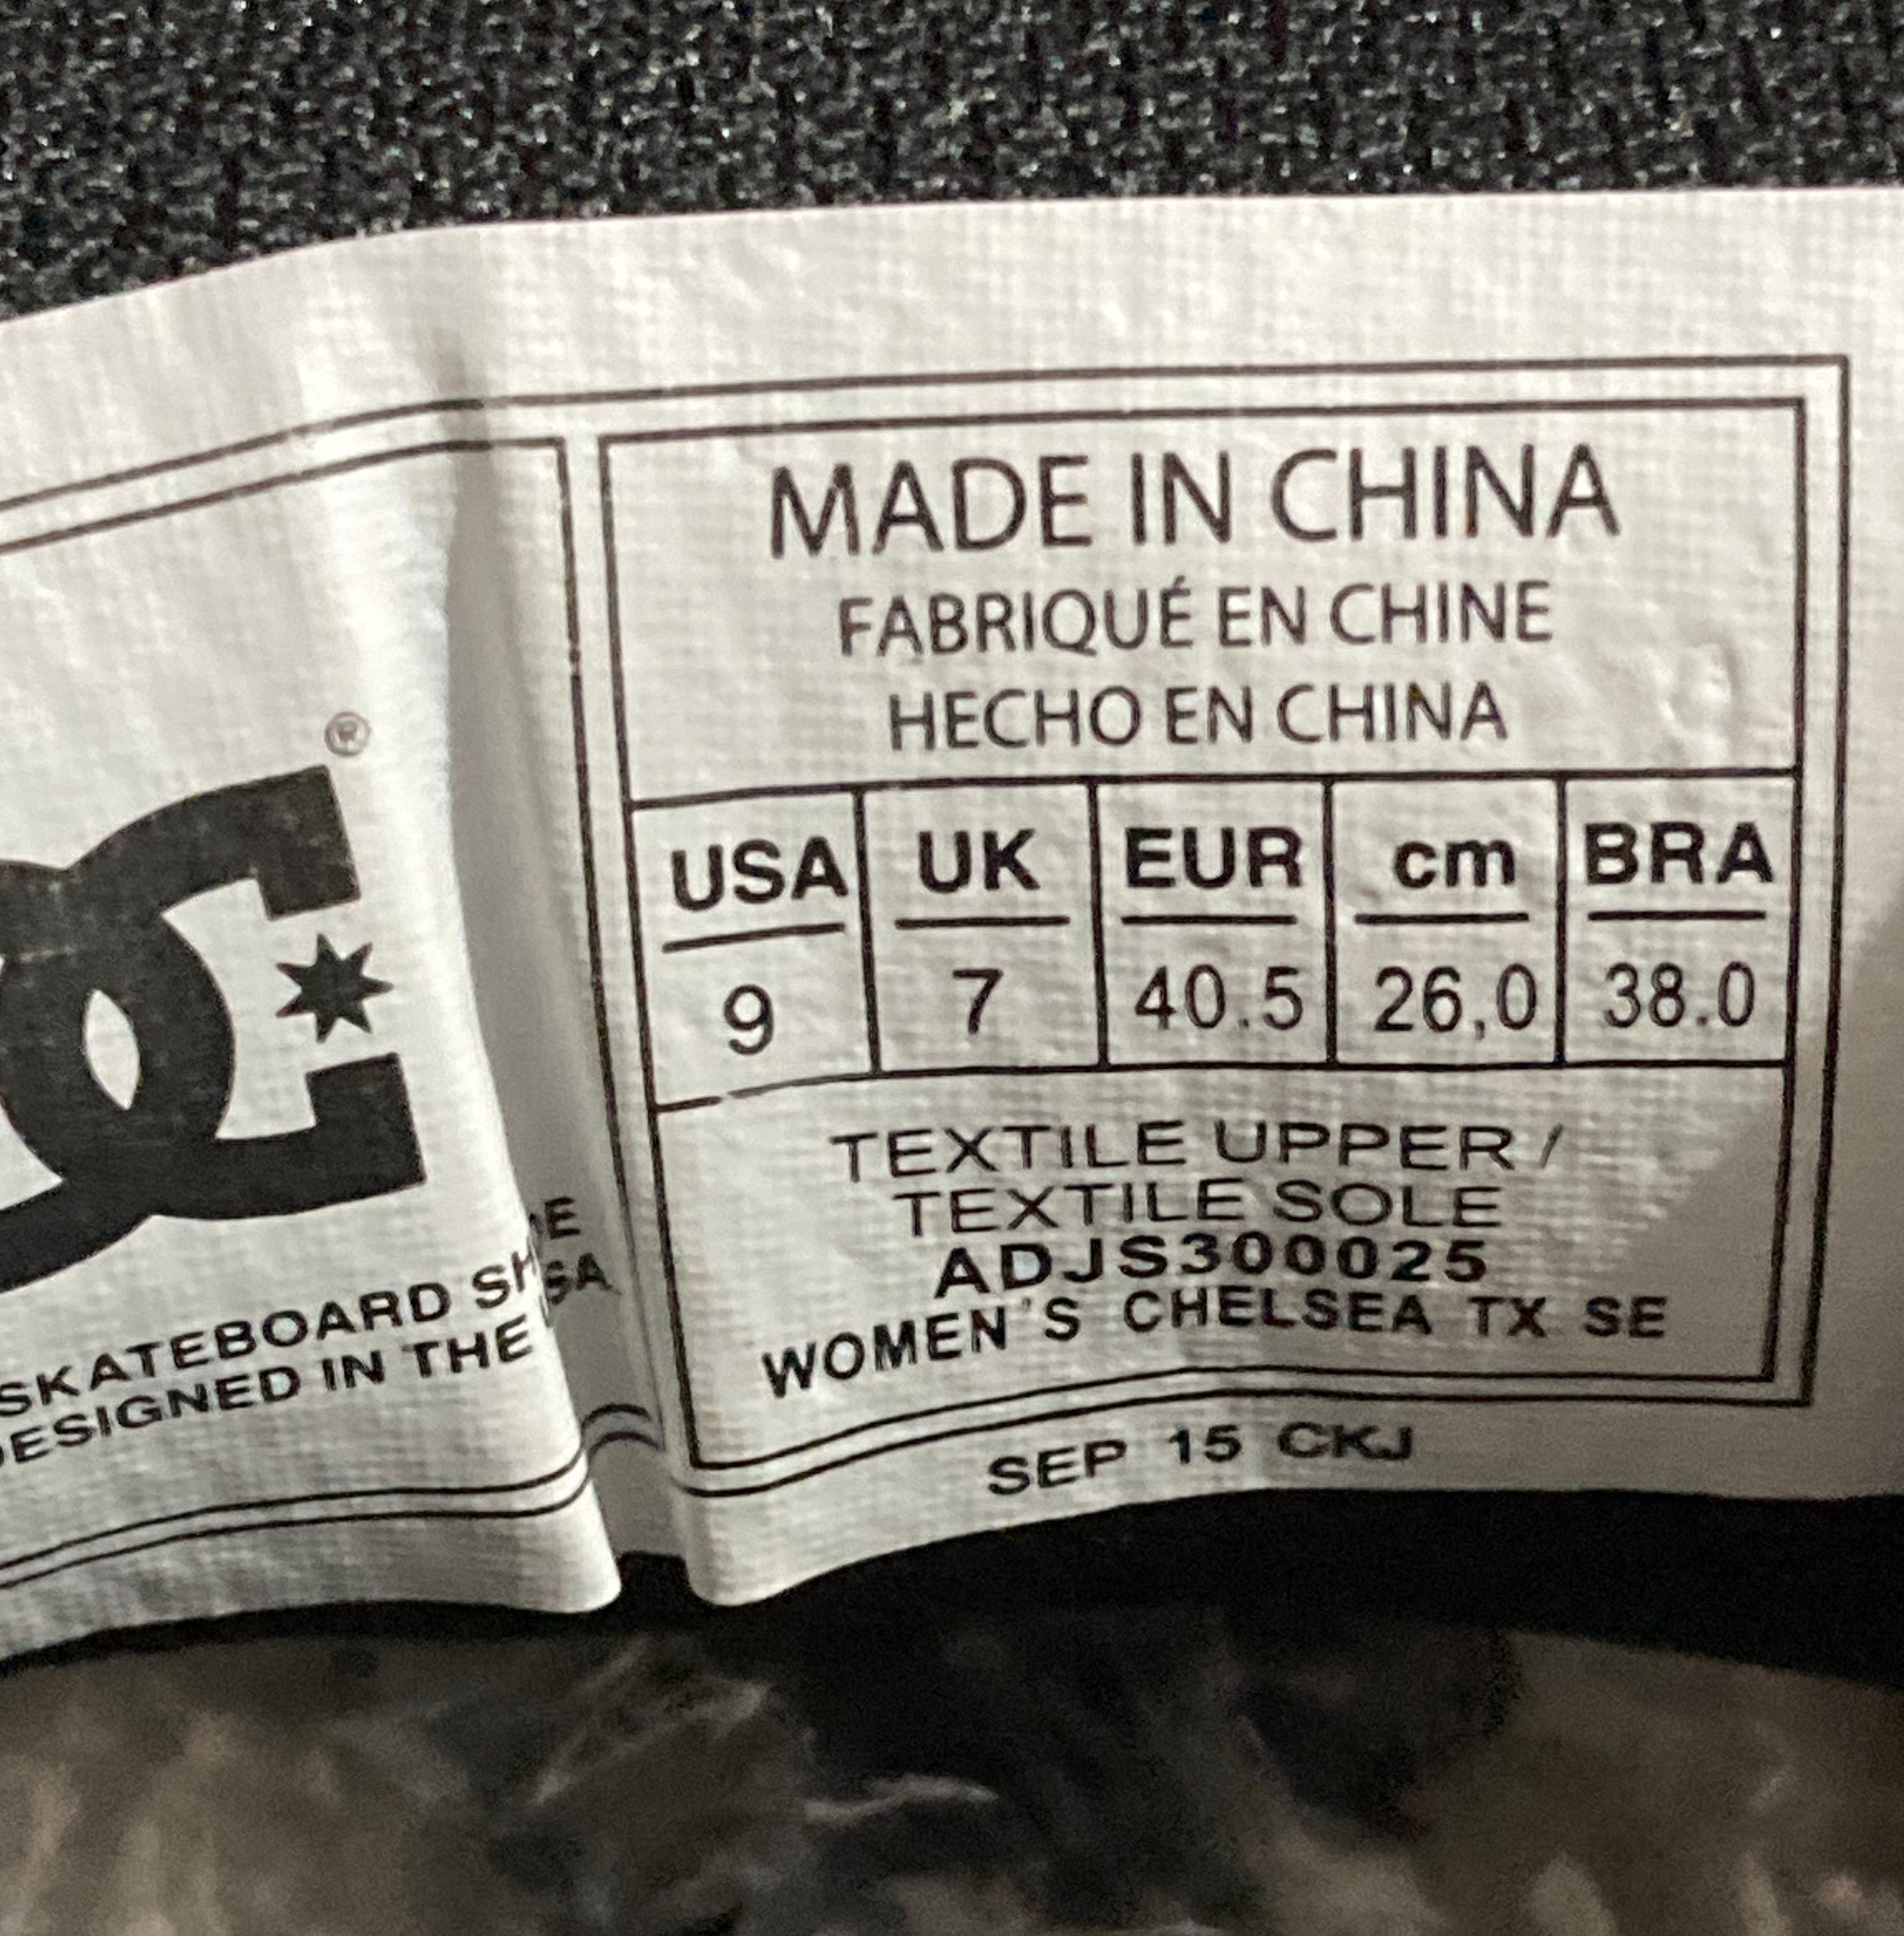 DC
®
SKATEBOARD
DESIGNED IN THE
MADE IN CHINA
FABRIQUÉ EN CHINE
HECHO EN CHINA
USA UK EUR cm BRA
9 7 40.5 26,0 38.0
TEXTILE UPPER /
TEXTILE SOLE
ADJS300025
WOMEN'S CHELSEA TX SE
SEP 15 CKJ